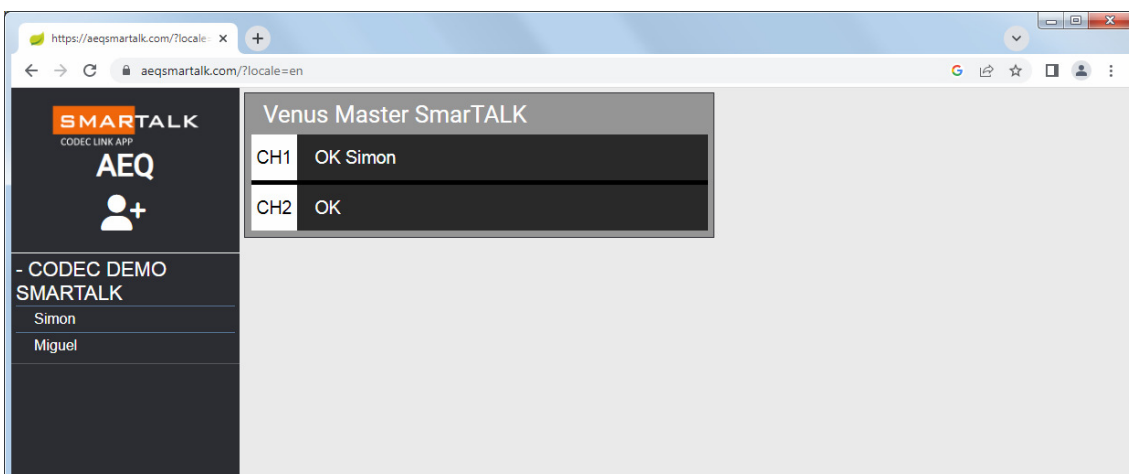 https://aeqsmartalk.com/?locale=
aeqsmartalk.com/?locale=en
SMARTALK
CODEC LINK APP
AEQ
- CODEC DEMO
SMARTALK
Simon
Miguel
Venus Master SmarTALK
CH1 OK Simon
CH2 OK